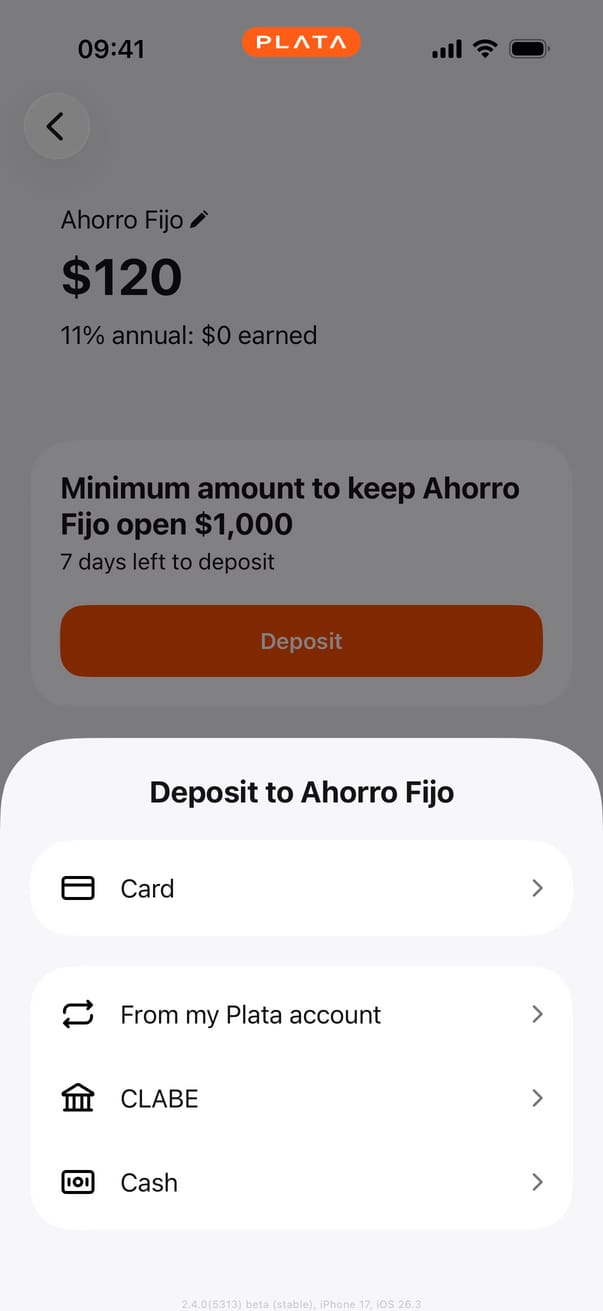 09:41
PLATA
Ahorro Fijo
$120
11% annual: $0 earned
Minimum amount to keep Ahorro
Fijo open $1,000
7 days left to deposit
Deposit
Deposit to Ahorro Fijo
Card
From my Plata account
CLABE
Cash
2.4.0(5313) beta (stable), iPhone 17, iOS 26.3